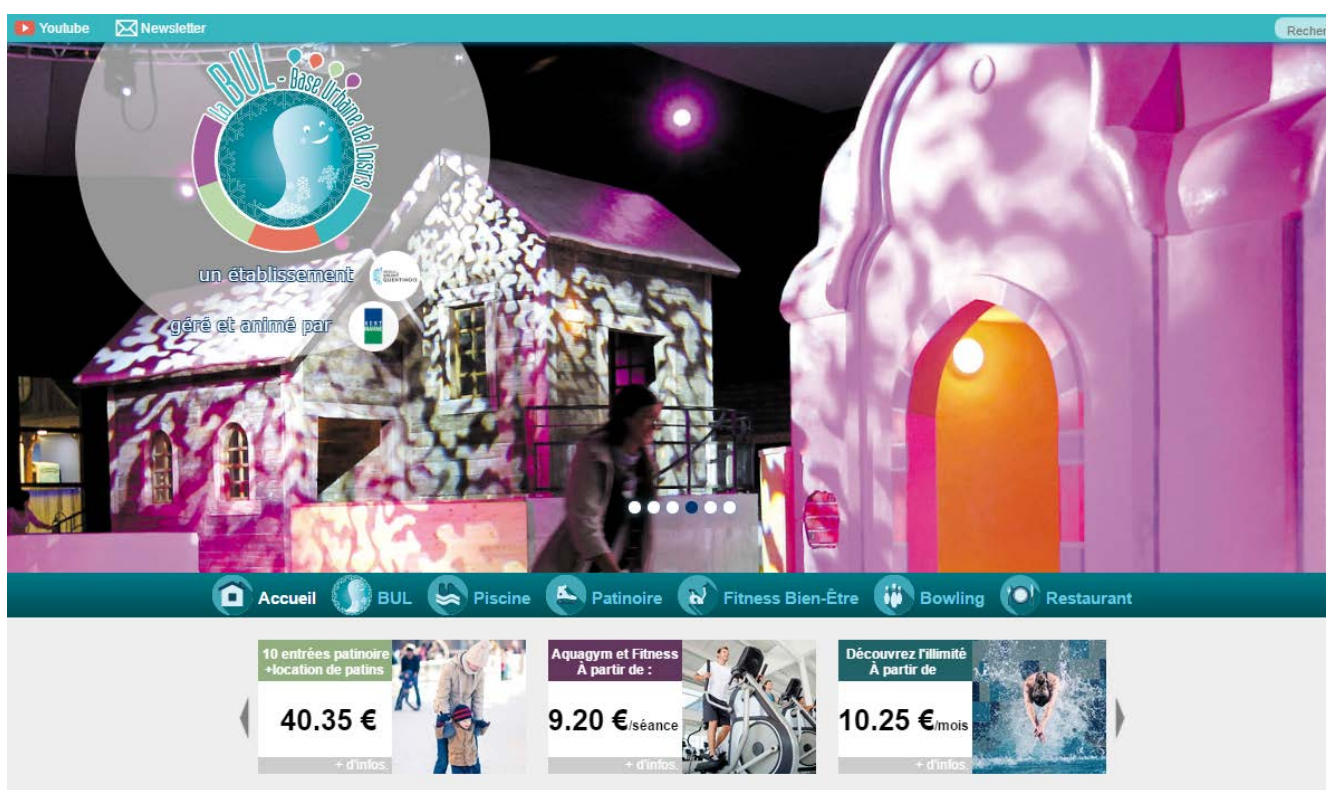 Youtube
Newsletter
Recher
la BUL - Base Urbaine de Loisirs
un établissement
géré et animé par
VERT
MARINE
Accueil
BUL
Piscine
Patinoire
Fitness Bien-Être
Bowling
Restaurant
10 entrées patinoire
+location de patins
40.35 €
+ d'infos.
Aquagym et Fitness
À partir de :
9.20 €/séance
+ d'infos.
Découvrez l'illimité
À partir de
10.25 €/mois
+ d'infos.